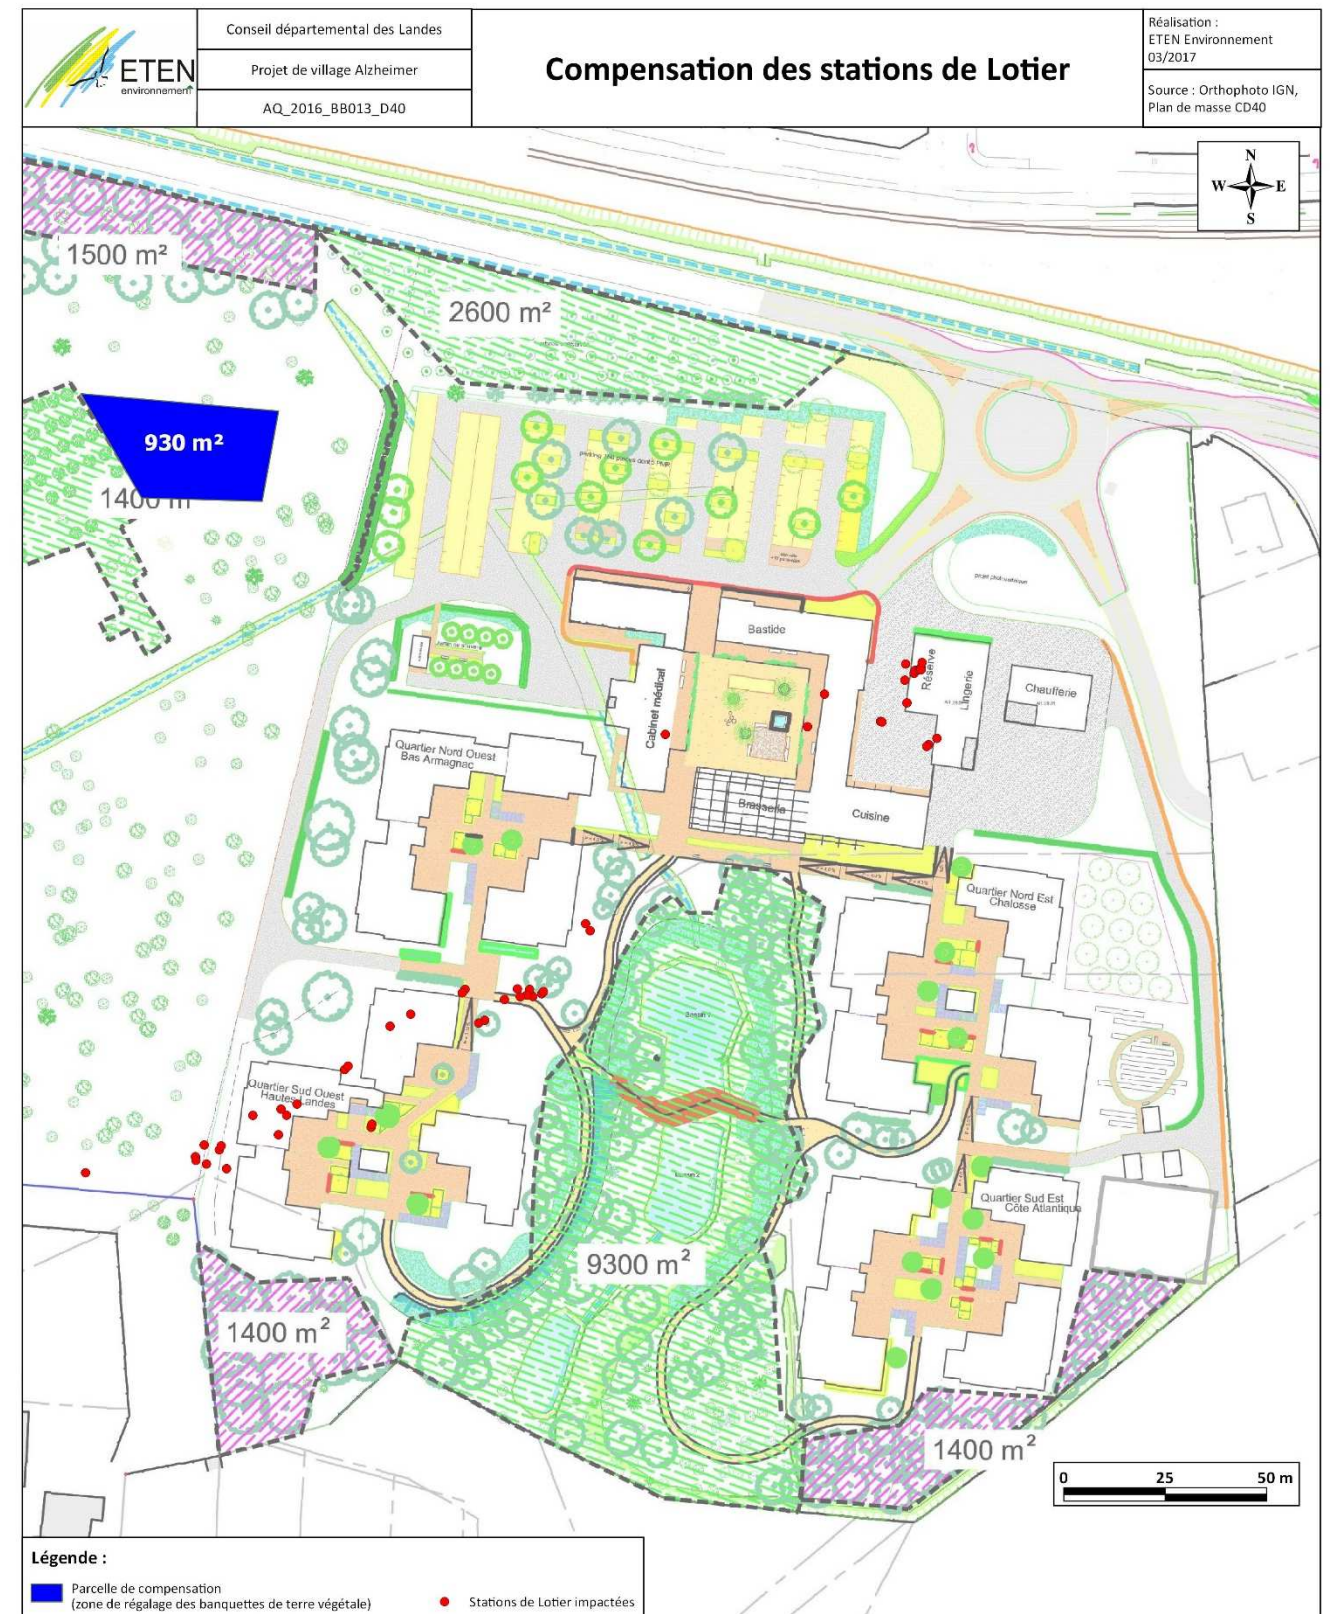 ETEN
environnement
Conseil départemental des Landes
Projet de village Alzheimer
AQ_2016_BB013_D40
Compensation des stations de Lotier
Réalisation :
ETEN Environnement
03/2017
Source : Orthophoto IGN,
Plan de masse CD40
N
W E
S
1500 m²
2600 m²
930 m²
1400 m
Bastide
Cabinet médical
Réserve
Lingerie
Chaufferie
Quartier Nord Ouest
Bas Armagnac
Brasserie
Cuisine
Quartier Nord Est
Chalosse
Quartier Sud Ouest
Hautes Landes
Quartier Sud Est
Côte Atlantique
9300 m²
1400 m²
1400 m²
0 25 50 m
Légende :
Parcelle de compensation
(zone de régalage des banquettes de terre végétale)
Stations de Lotier impactées